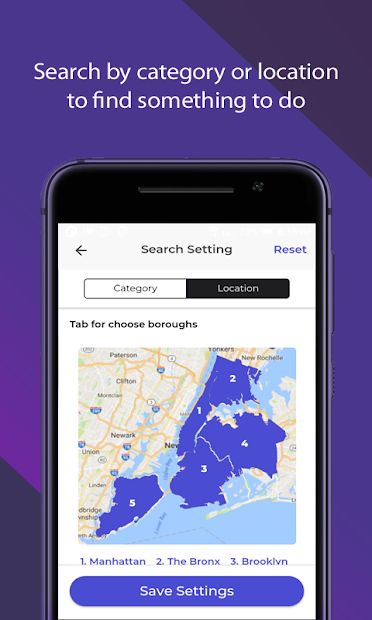 Search by category or location
to find something to do
Search Setting
Reset
Category
Location
Tab for choose boroughs
Paterson
Yonkers
New Rochelle
Clifton
Montclair
Newark
Union
Linden
1
2
3
4
5
1. Manhattan 2. The Bronx 3. Brooklyn
Save Settings